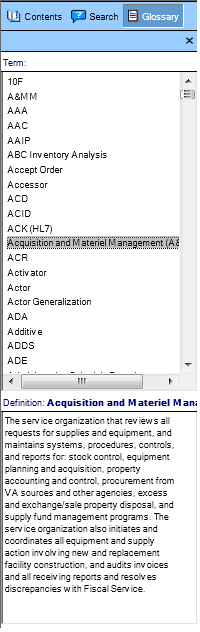 Contents Search Glossary
Term:
10F
A&MM
AAA
AAC
AAIP
ABC Inventory Analysis
Accept Order
Accessor
ACD
ACID
ACK (HL7)
Acquisition and Materiel Management (A&
ACR
Activator
Actor
Actor Generalization
ADA
Additive
ADDS
ADE
Definition: Acquisition and Materiel Mana
The service organization that reviews all
requests for supplies and equipment, and
maintains systems, procedures, controls,
and reports for: stock control, equipment
planning and acquisition, property
accounting and control, procurement from
VA sources and other agencies, excess
and exchange/sale property disposal, and
supply fund management programs. The
service organization also initiates and
coordinates all equipment and supply
action involving new and replacement
facility construction, and audits invoices
and all receiving reports and resolves
discrepancies with Fiscal Service.